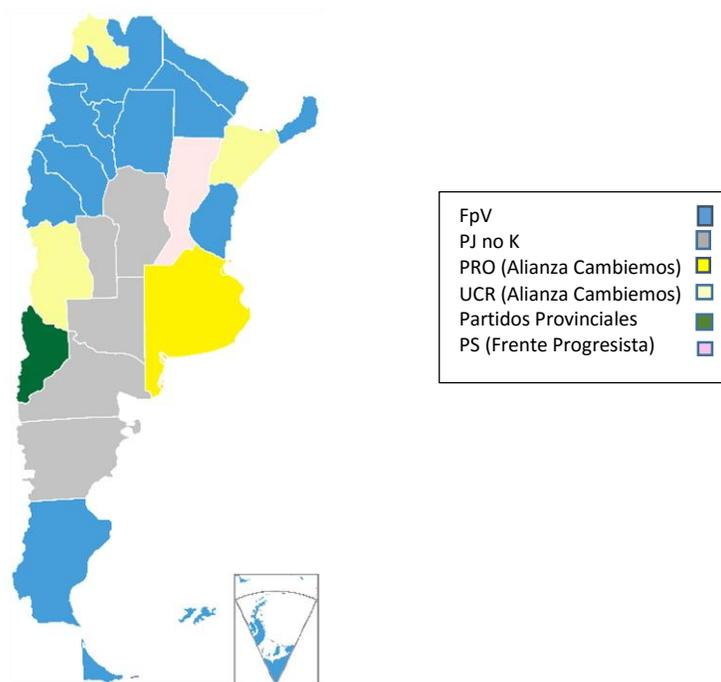 FpV
PJ no K
PRO (Alianza Cambiemos)
UCR (Alianza Cambiemos)
Partidos Provinciales
PS (Frente Progresista)